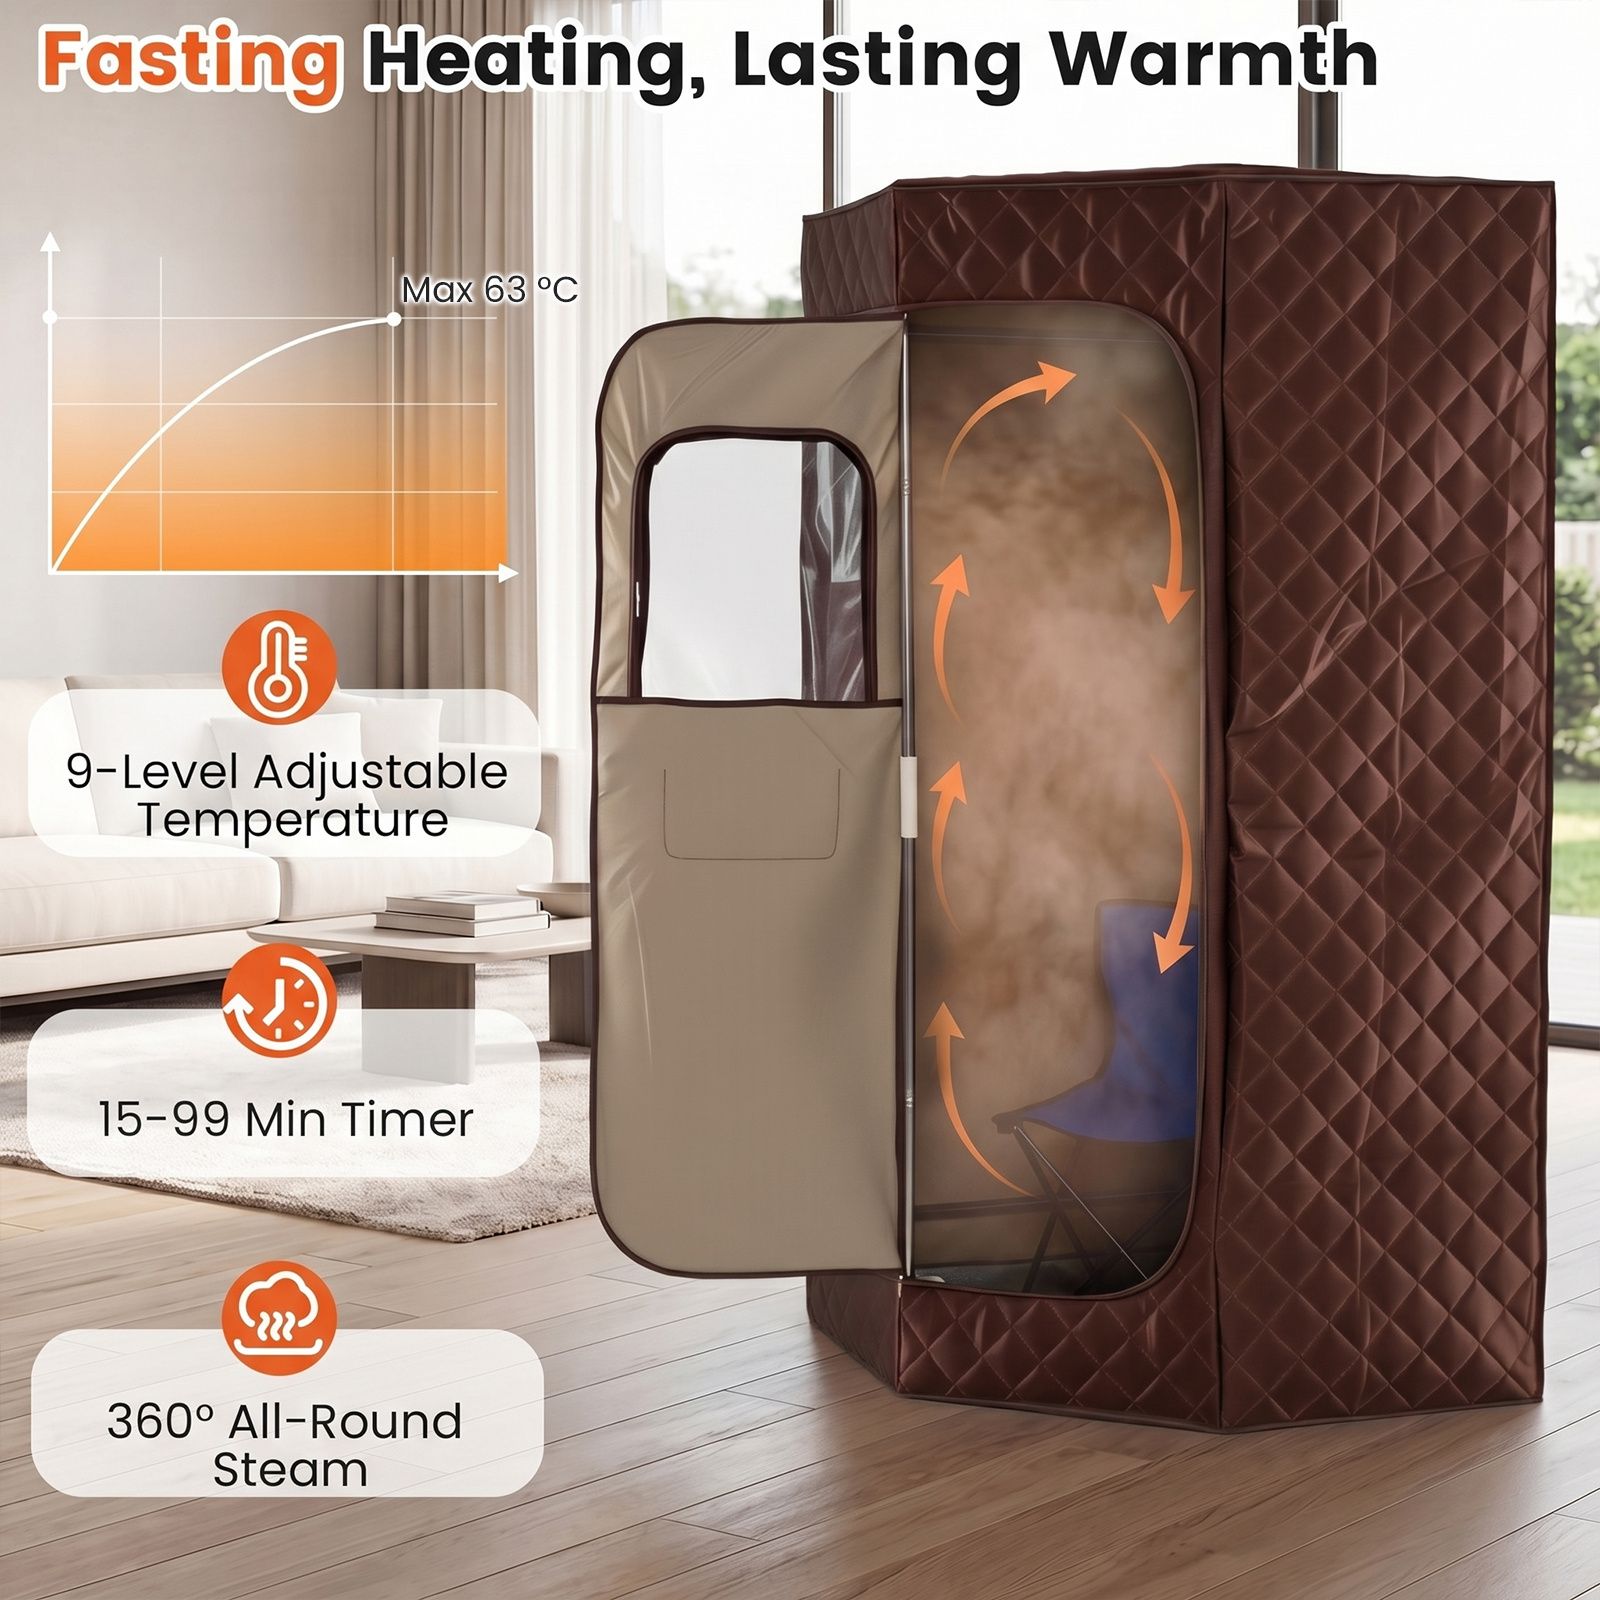 Fasting Heating, Lasting Warmth
Max 63 °C
9-Level Adjustable
Temperature
15-99 Min Timer
360° All-Round
Steam